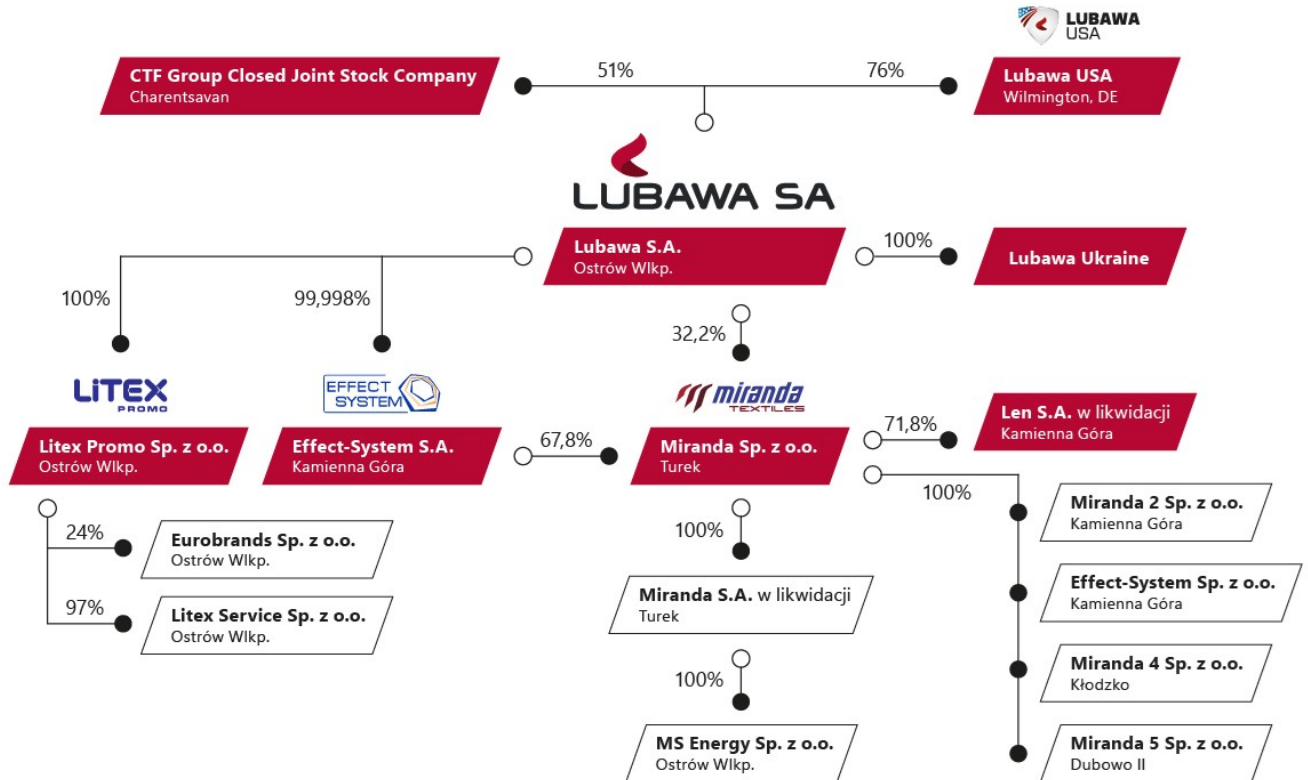 LUBAWA
USA
CTF Group Closed Joint Stock Company
Charentsavan
51%
76%
Lubawa USA
Wilmington, DE
LUBAWA SA
Lubawa S.A.
Ostrów Wlkp.
100%
Lubawa Ukraine
100%
99,998%
32,2%
LiTEX
PROMO
EFFECT
SYSTEM
miranda
TEXTILES
Litex Promo Sp. z o.o.
Ostrów Wlkp.
Effect-System S.A.
Kamienna Góra
67,8%
Miranda Sp. z o.o.
Turek
71,8%
Len S.A. w likwidacji
Kamienna Góra
100%
24%
Eurobrands Sp. z o.o.
Ostrów Wlkp.
97%
Litex Service Sp. z o.o.
Ostrów Wlkp.
100%
Miranda S.A. w likwidacji
Turek
100%
MS Energy Sp. z o.o.
Ostrów Wlkp.
Miranda 2 Sp. z o.o.
Kamienna Góra
Effect-System Sp. z o.o.
Kamienna Góra
Miranda 4 Sp. z o.o.
Kłodzko
Miranda 5 Sp. z o.o.
Dubowo II